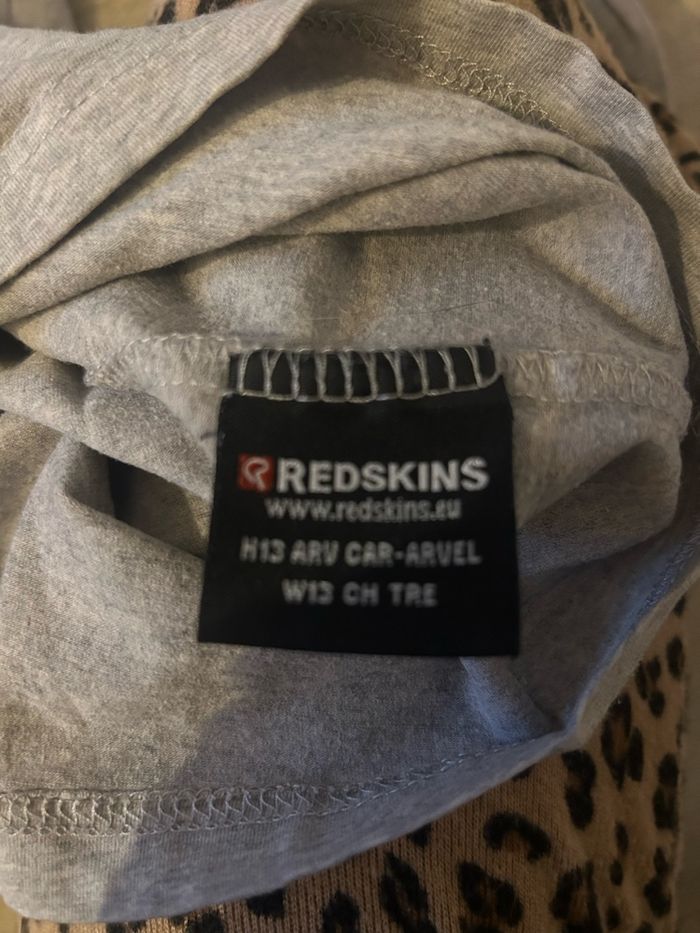 REDSKINS
www.redskins.eu
H13 ARV CAR-ARVEL
W13 CH TRE